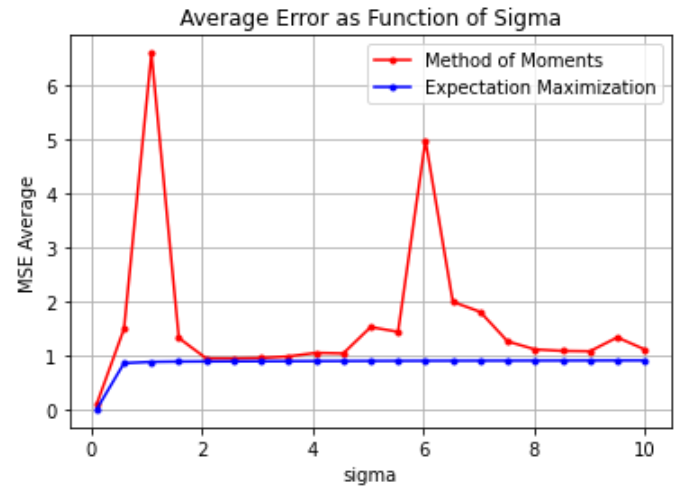 Average Error as Function of Sigma
Method of Moments
Expectation Maximization
MSE Average
6
5
4
3
2
1
0
0 2 4 6 8 10
sigma